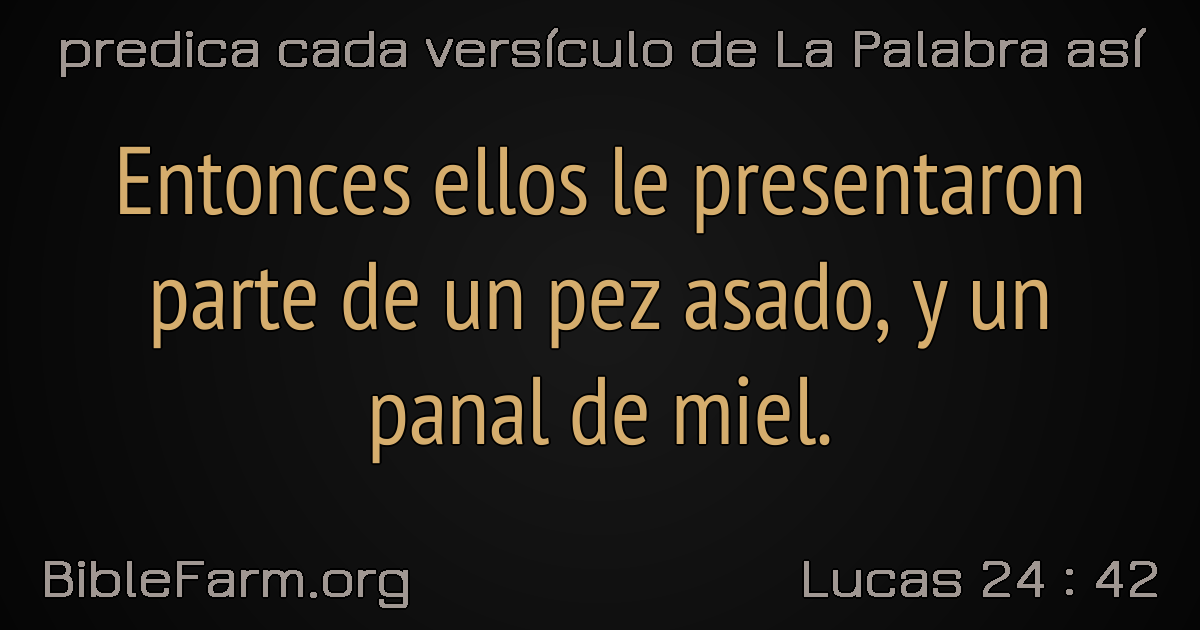 predica cada versículo de La Palabra así
Entonces ellos le presentaron
parte de un pez asado, y un
panal de miel.
BibleFarm.org
Lucas 24 : 42